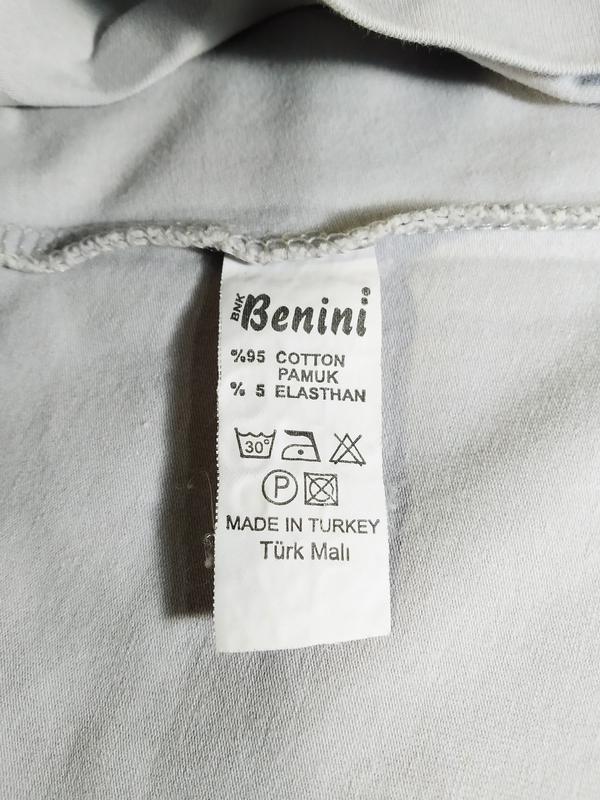 BNK Benini®
%95 COTTON
PAMUK
% 5 ELASTHAN
30°
P
MADE IN TURKEY
Türk Malı